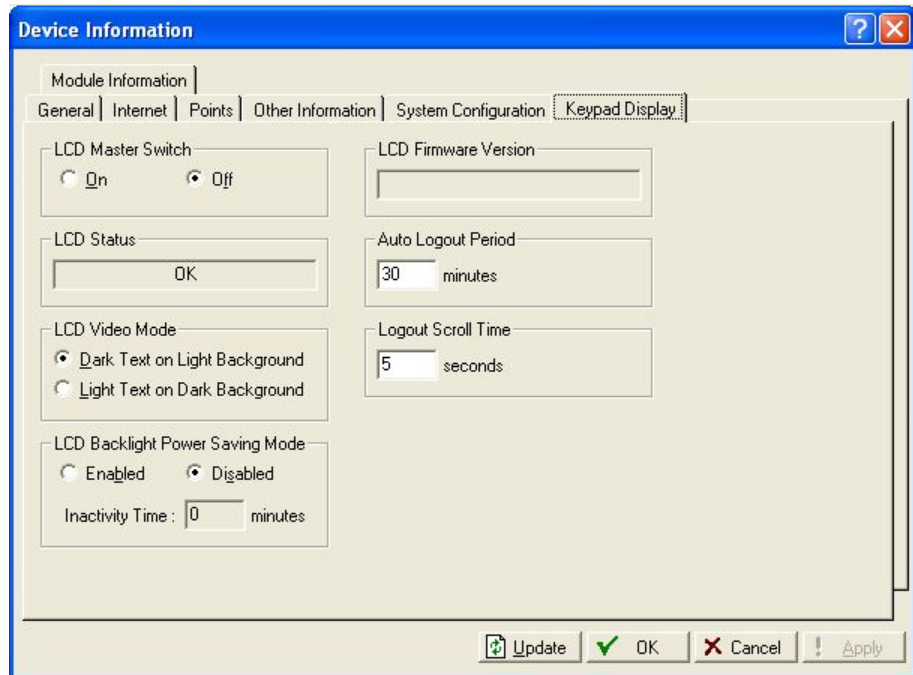 Device Information
Module Information
General Internet Points Other Information System Configuration Keypad Display
LCD Master Switch
On Off
LCD Status
OK
LCD Video Mode
Dark Text on Light Background
Light Text on Dark Background
LCD Backlight Power Saving Mode
Enabled Disabled
Inactivity Time : 0 minutes
LCD Firmware Version
Auto Logout Period
30 minutes
Logout Scroll Time
5 seconds
Update OK Cancel Apply